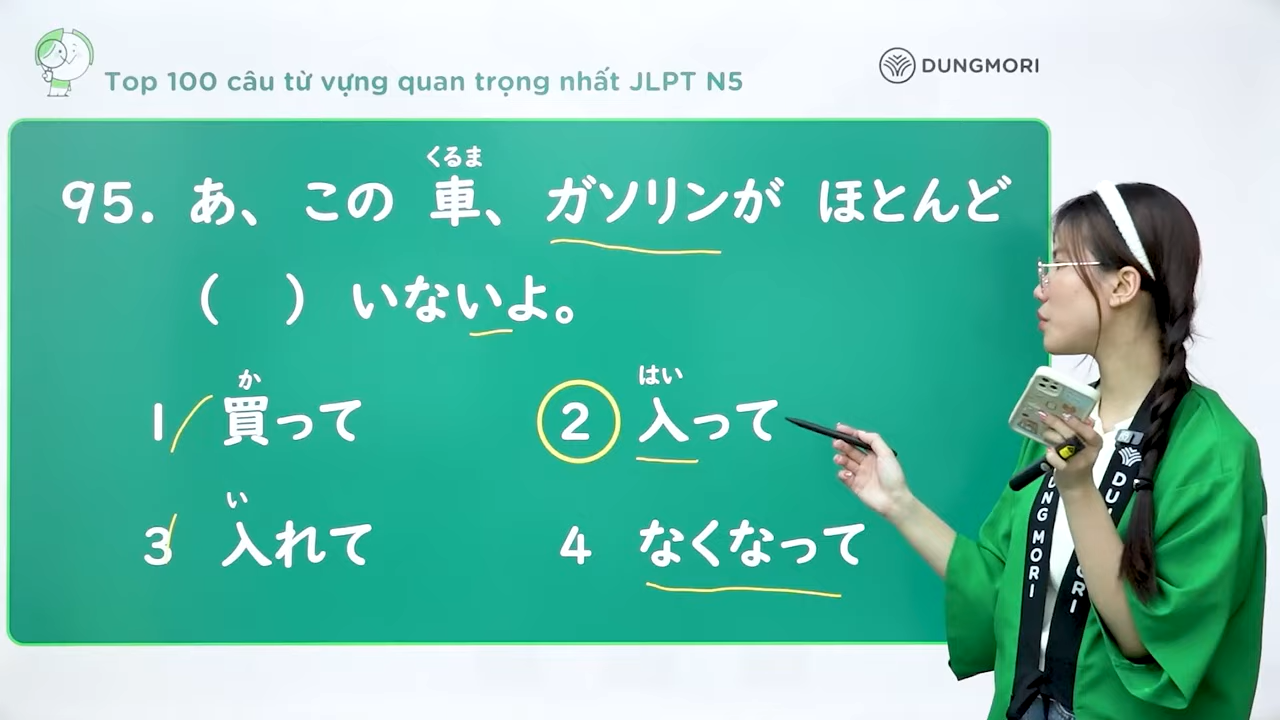 Top 100 câu từ vựng quan trọng nhất JLPT N5
DUNGMORI
くるま
95. あ、この 車、ガソリンが ほとんど
( ) いないよ。
か
1 買って
はい
2 入って
い
3 入れて
4 なくなって
DUNG MORI